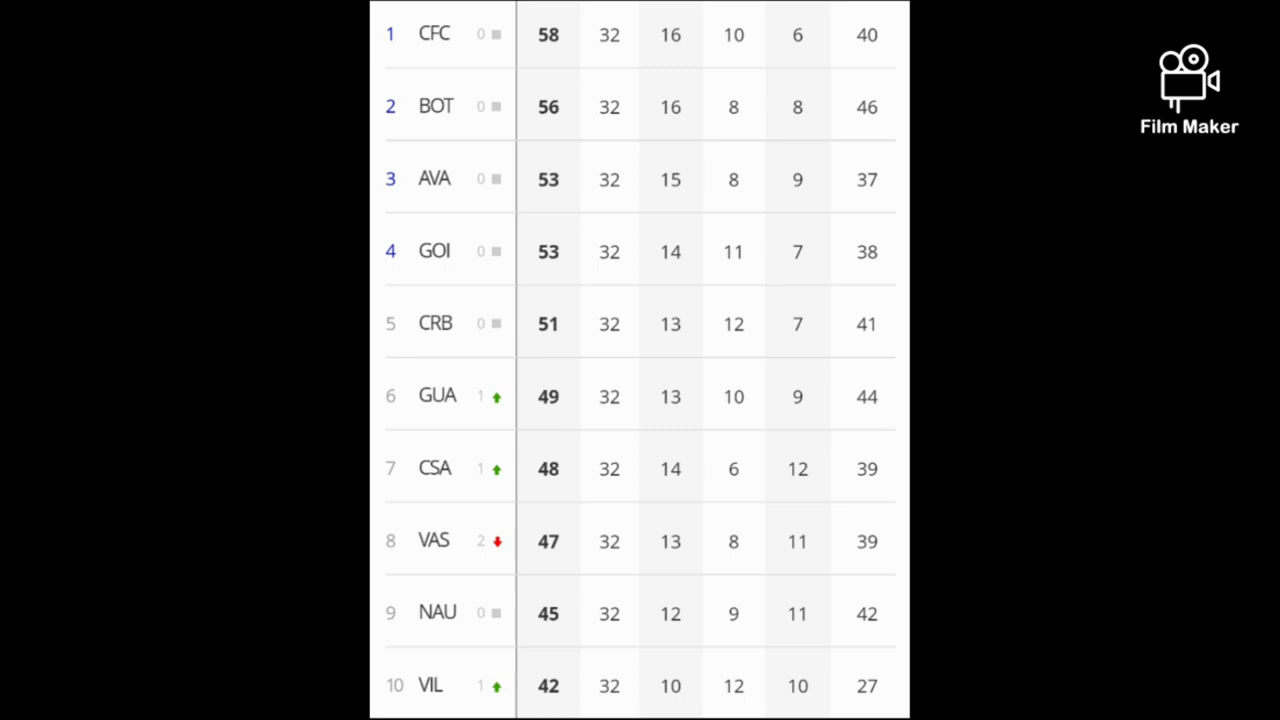 1 CFC 0 58 32 16 10 6 40
2 BOT 0 56 32 16 8 8 46
Film Maker
3 AVA 0 53 32 15 8 9 37
4 GOI 0 53 32 14 11 7 38
5 CRB 0 51 32 13 12 7 41
6 GUA 1 49 32 13 10 9 44
7 CSA 1 48 32 14 6 12 39
8 VAS 2 47 32 13 8 11 39
9 NAU 0 45 32 12 9 11 42
10 VIL 1 42 32 10 12 10 27